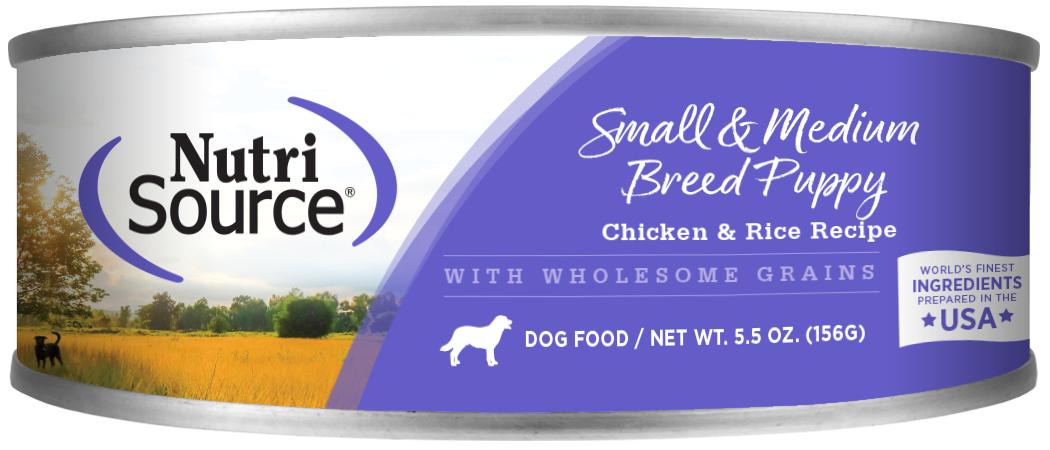 Nutri
Source®
Small & Medium
Breed Puppy
Chicken & Rice Recipe
WITH WHOLESOME GRAINS
DOG FOOD / NET WT. 5.5 OZ. (156G)
WORLD'S FINEST
INGREDIENTS
PREPARED IN THE
USA